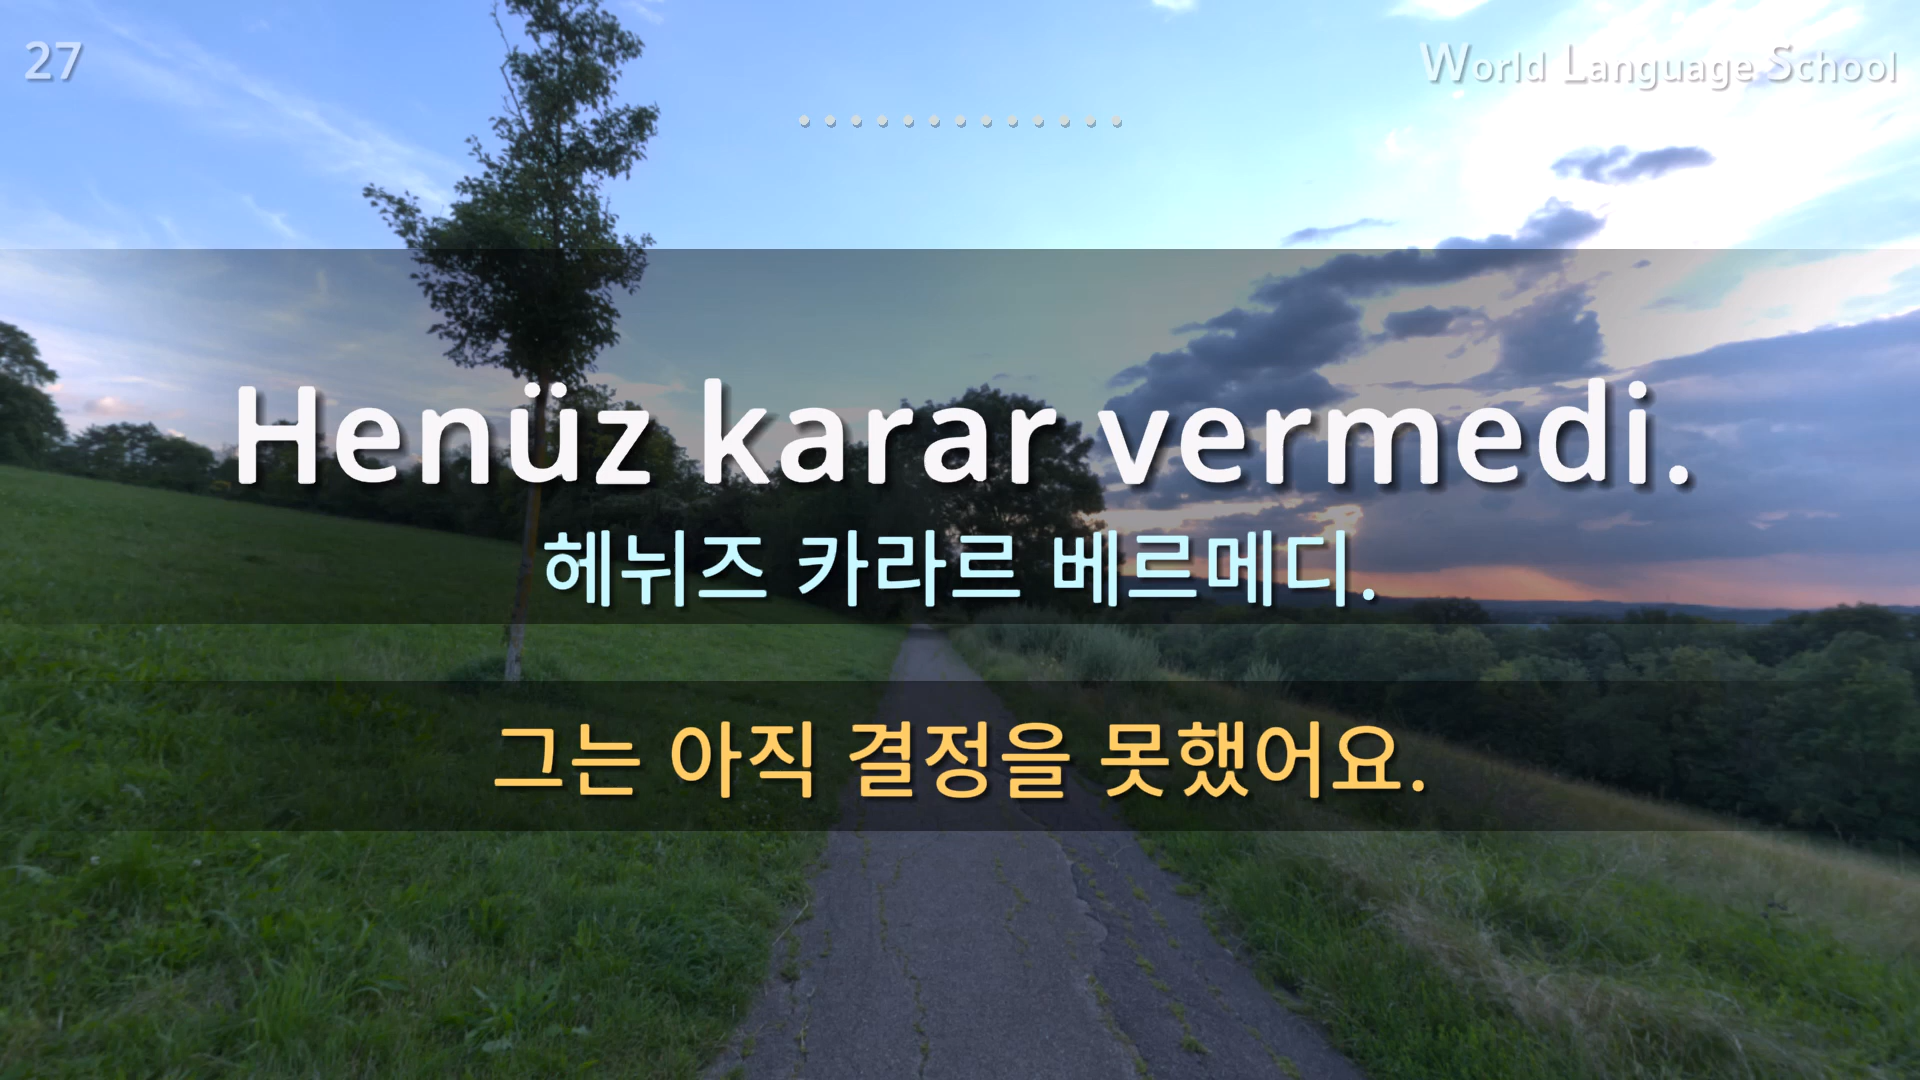 27
World Language School
Henüz karar vermedi.
헤뉘즈 카라르 베르메디.
그는 아직 결정을 못했어요.